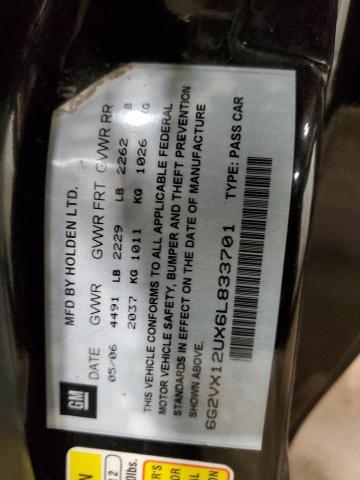 GM
MFD BY HOLDEN LTD.
DATE GVWR GVWR FRT GVWR RR
05/06 4491 LB 2229 LB 2262 LB
2037 KG 1011 KG 1026 KG
THIS VEHICLE CONFORMS TO ALL APPLICABLE FEDERAL
MOTOR VEHICLE SAFETY, BUMPER AND THEFT PREVENTION
STANDARDS IN EFFECT ON THE DATE OF MANUFACTURE
SHOWN ABOVE.
6G2VX12UX6L833701 TYPE: PASS CAR